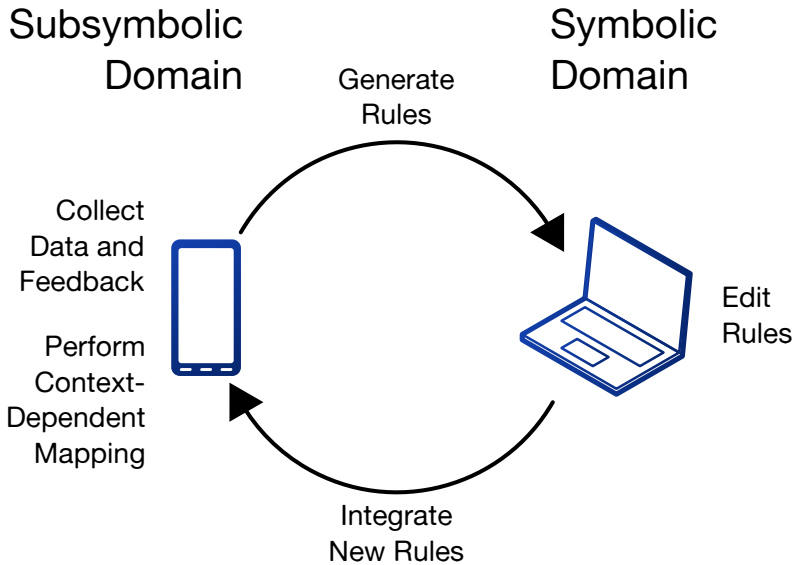 Subsymbolic
Domain
Symbolic
Domain
Generate
Rules
Collect
Data and
Feedback
Perform
Context-
Dependent
Mapping
Edit
Rules
Integrate
New Rules